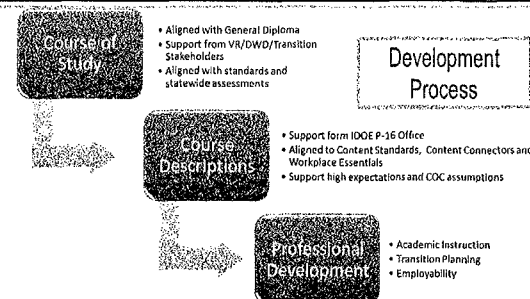 Course of
Study
• Aligned with General Diploma
• Support from VR/DWD/Transition
Stakeholders
• Aligned with standards and
statewide assessments
Development
Process
Course
Descriptions
• Support form IDOE P-16 Office
• Aligned to Content Standards, Content Connectors and
Workplace Essentials
• Support high expectations and COC assumptions
Professional
Development
• Academic Instruction
• Transition Planning
• Employability